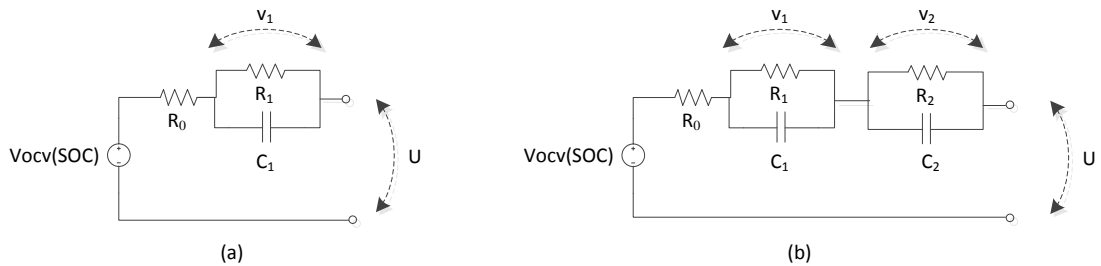 v₁
R₁
R₀
C₁
Vocv(SOC)
+
-
U
(a)
v₁
v₂
R₁
R₂
R₀
C₁
C₂
Vocv(SOC)
+
-
U
(b)